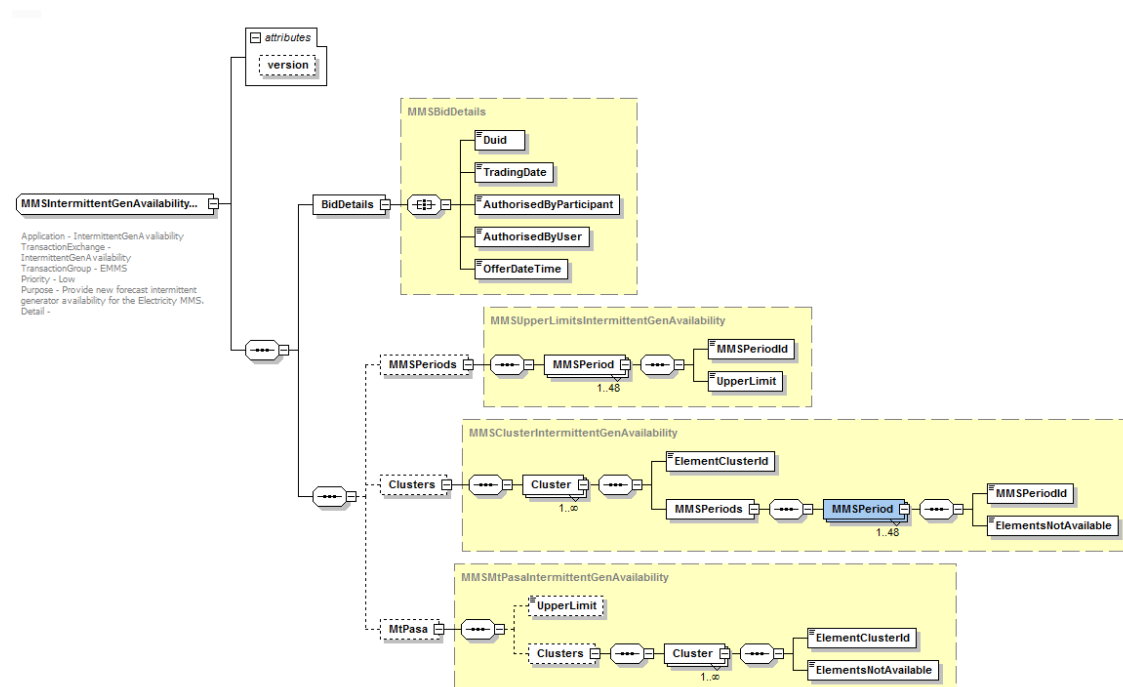 attributes
version
MMSBidDetails
Duid
TradingDate
MMSIntermittentGenAvailability...
BidDetails
AuthorisedByParticipant
AuthorisedByUser
OfferDateTime
Application - IntermittentGenAvaliability
TransactionExchange -
IntermittentGenAvailability
TransactionGroup - EMMS
Priority - Low
Purpose - Provide new forecast intermittent
generator availability for the Electricity MMS.
Detail -
MMSUpperLimitsIntermittentGenAvailability
MMSPeriods
MMSPeriod
1..48
MMSPeriodId
UpperLimit
MMSClusterIntermittentGenAvailability
Clusters
Cluster
1..∞
ElementClusterId
MMSPeriods
MMSPeriod
1..48
MMSPeriodId
ElementsNotAvailable
MMSMtPasaIntermittentGenAvailability
MtPasa
UpperLimit
Clusters
Cluster
1..∞
ElementClusterId
ElementsNotAvailable